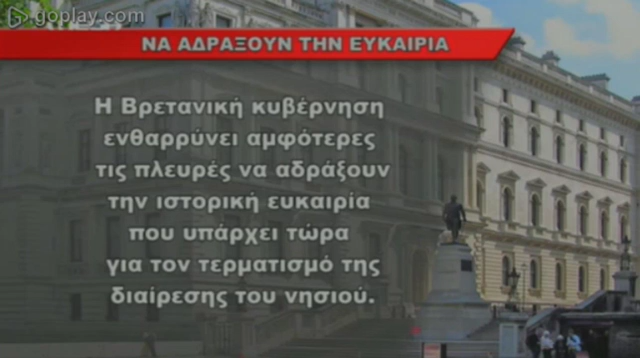 goplay.com
ΝΑ ΑΔΡΑΞΟΥΝ ΤΗΝ ΕΥΚΑΙΡΙΑ
Η Βρετανική κυβέρνηση
ενθαρρύνει αμφότερες
τις πλευρές να αδράξουν
την ιστορική ευκαιρία
που υπάρχει τώρα
για τον τερματισμό της
διαίρεσης του νησιού.